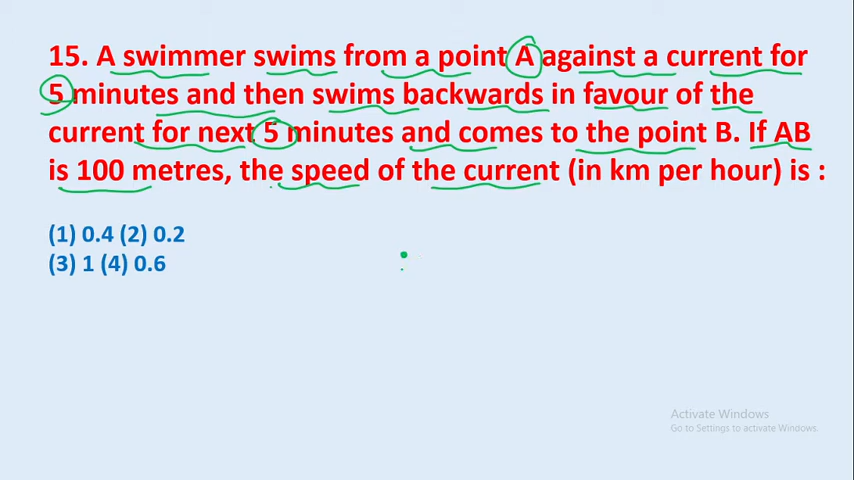 15. A swimmer swims from a point A against a current for
5 minutes and then swims backwards in favour of the
current for next 5 minutes and comes to the point B. If AB
is 100 metres, the speed of the current (in km per hour) is :
(1) 0.4 (2) 0.2
(3) 1 (4) 0.6
Activate Windows
Go to Settings to activate Windows.